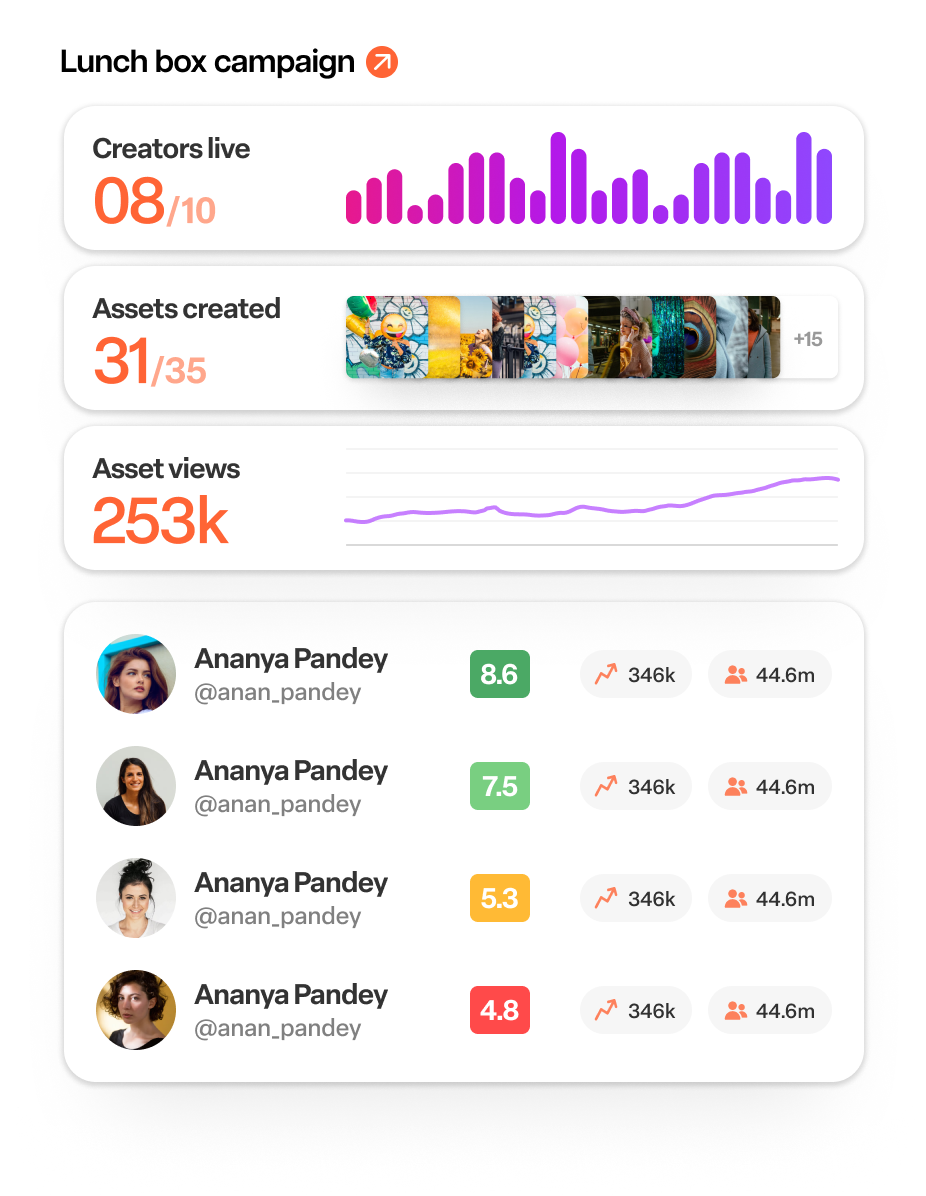 Lunch box campaign
Creators live
08/10
Assets created
31/35
+15
Asset views
253k
Ananya Pandey
@anan_pandey
8.6
346k
44.6m
Ananya Pandey
@anan_pandey
7.5
346k
44.6m
Ananya Pandey
@anan_pandey
5.3
346k
44.6m
Ananya Pandey
@anan_pandey
4.8
346k
44.6m